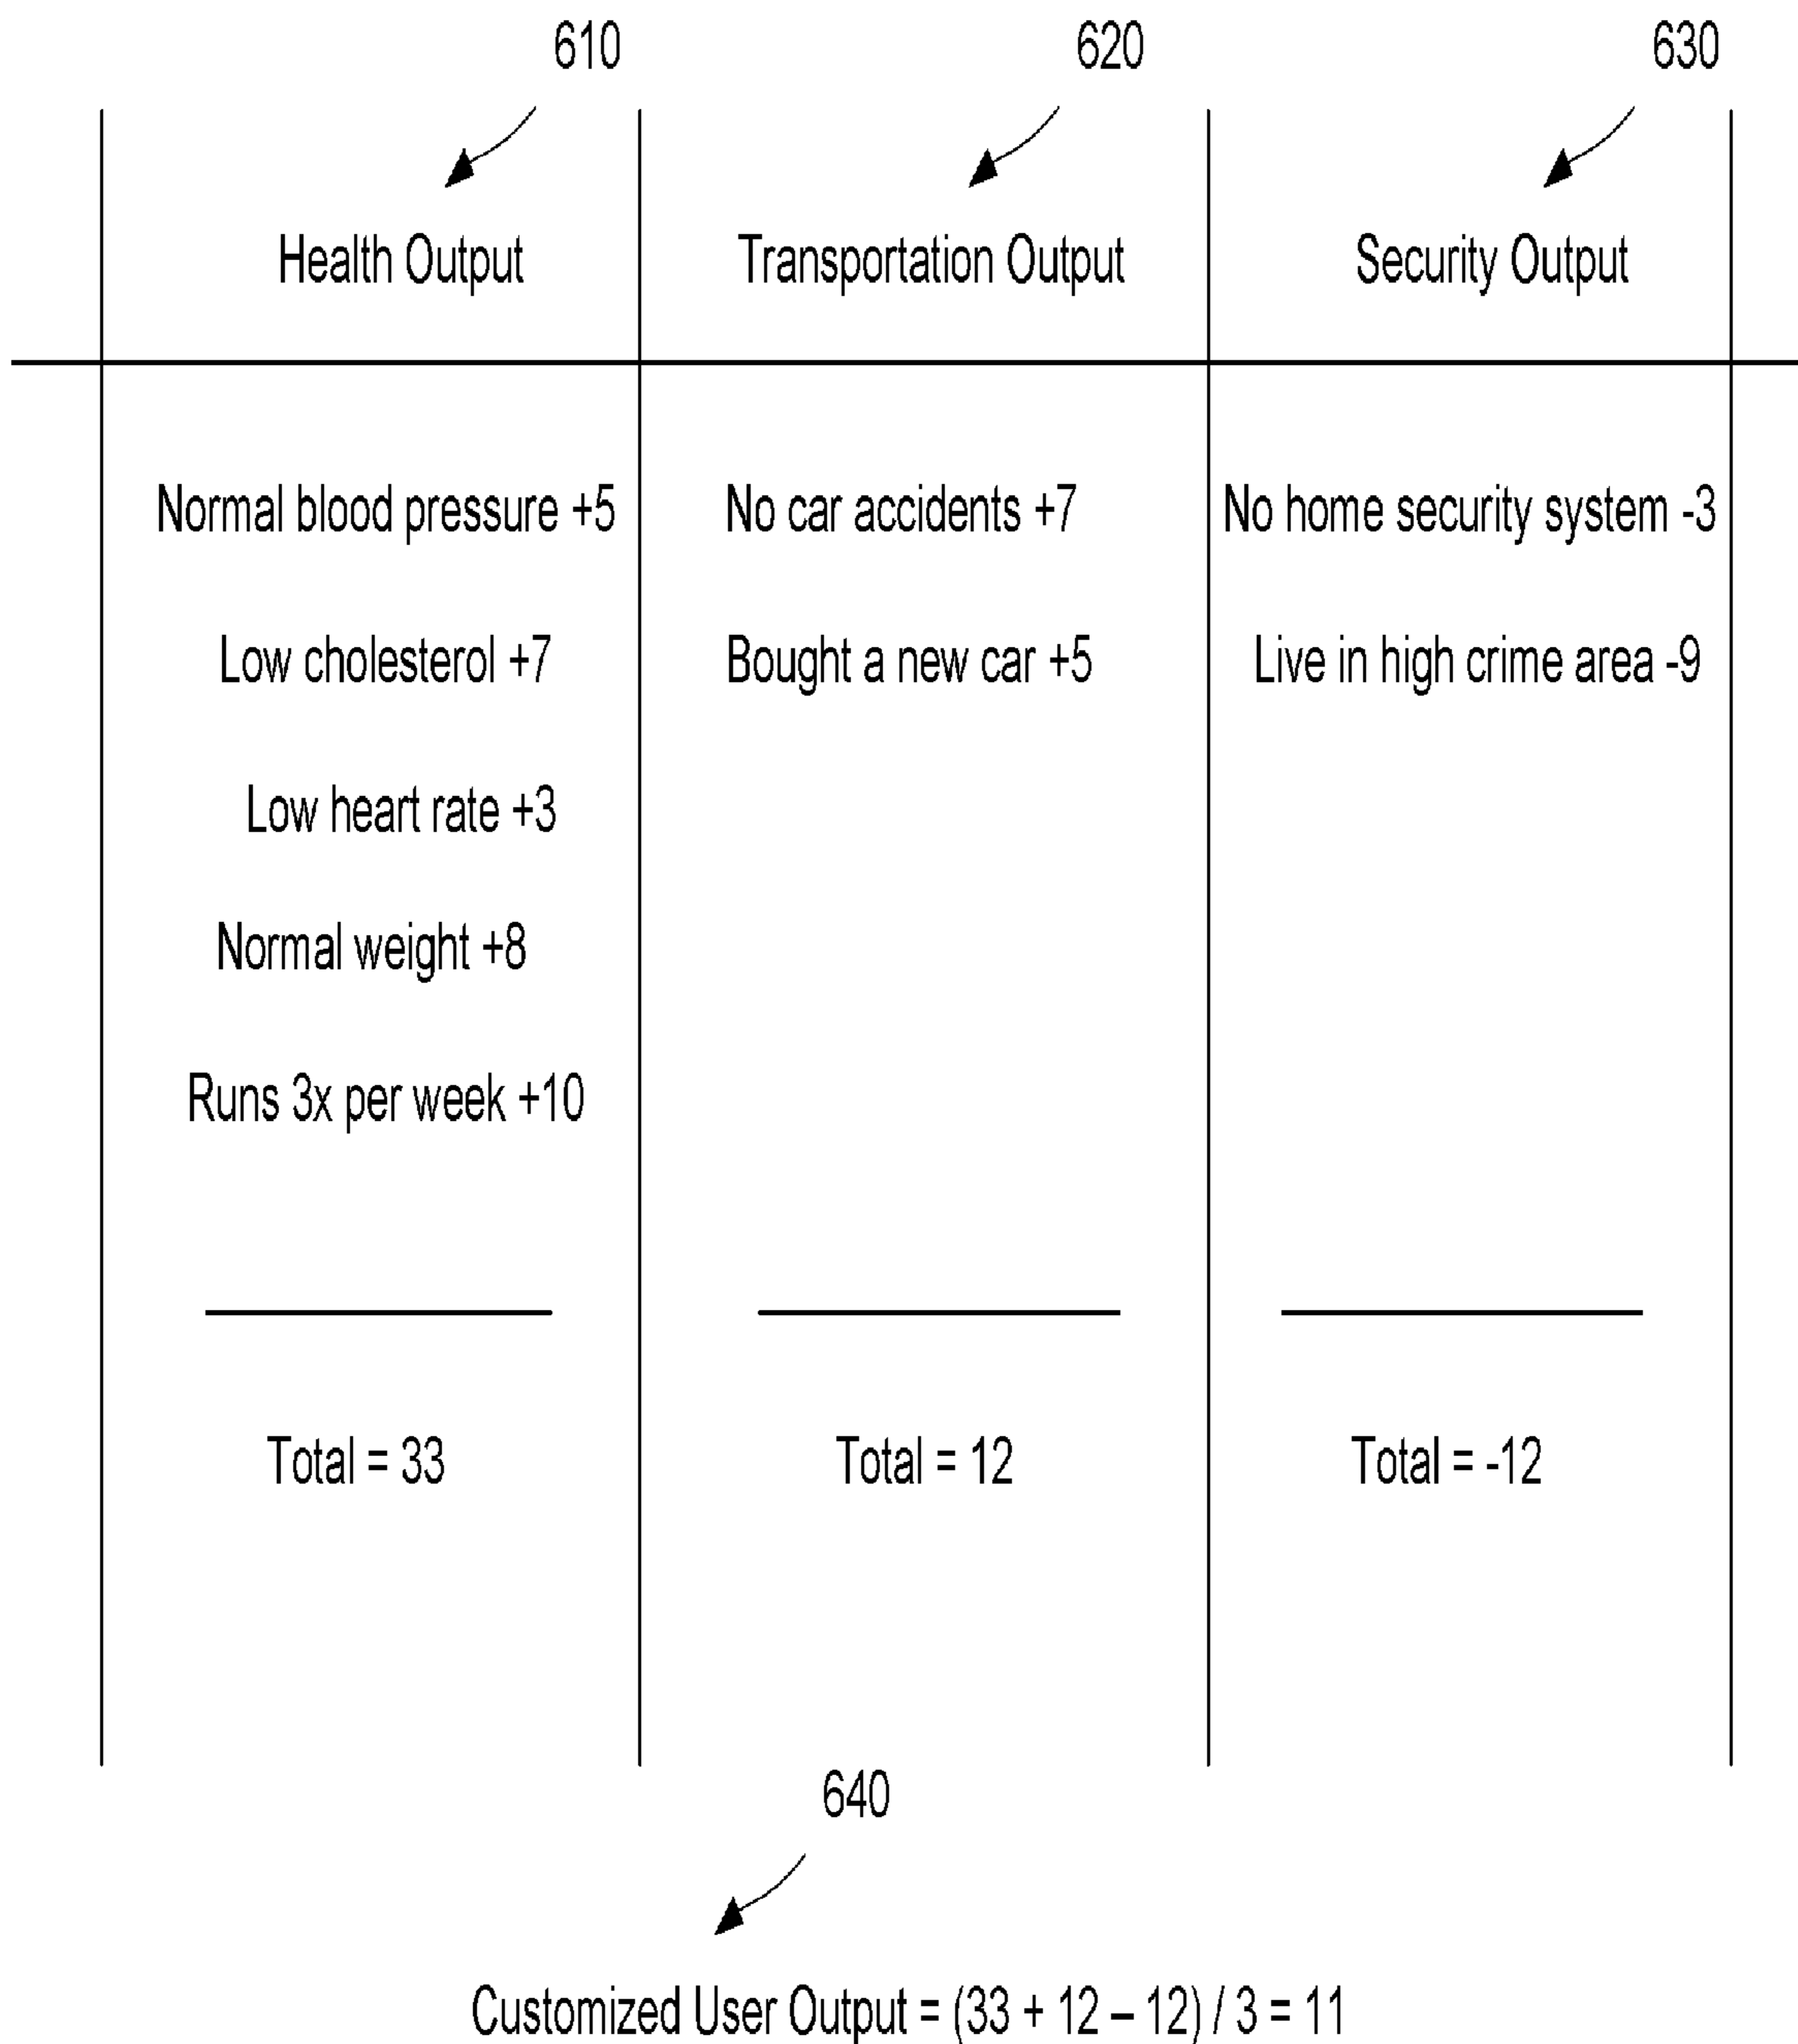 610
620
630
Health Output
Transportation Output
Security Output
Normal blood pressure +5
No car accidents +7
No home security system -3
Low cholesterol +7
Bought a new car +5
Live in high crime area -9
Low heart rate +3
Normal weight +8
Runs 3x per week +10
Total = 33
Total = 12
Total = -12
640
Customized User Output = (33 + 12 – 12) / 3 = 11